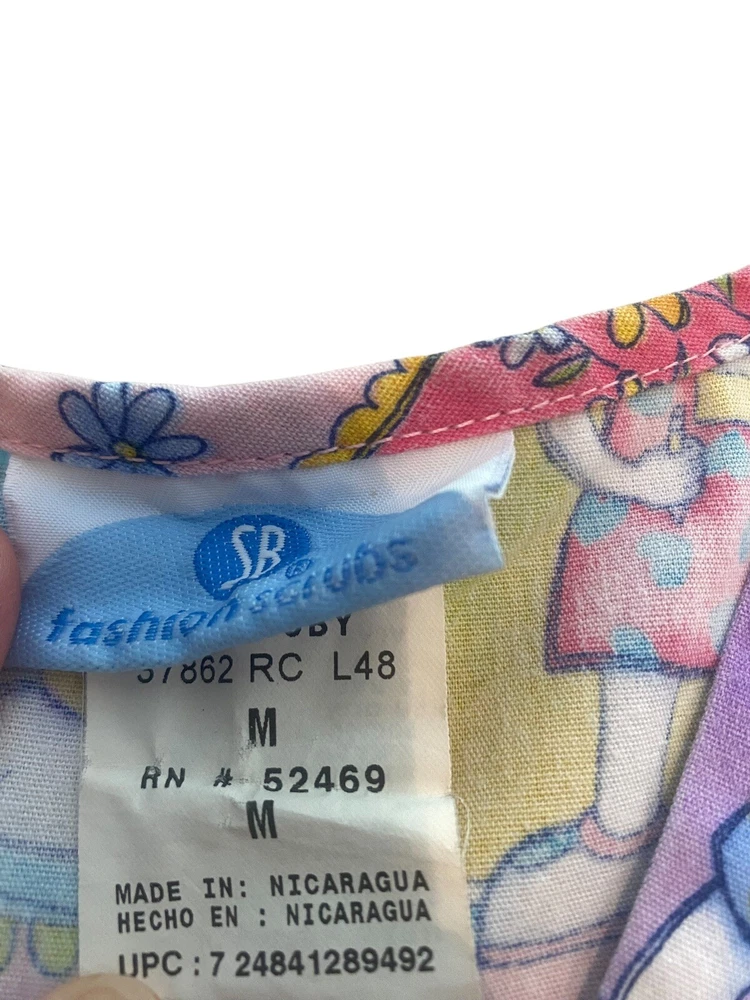 SB®
fashion scrubs
37862 RC L48
M
RN # 52469
M
MADE IN: NICARAGUA
HECHO EN : NICARAGUA
UPC : 7 24841289492